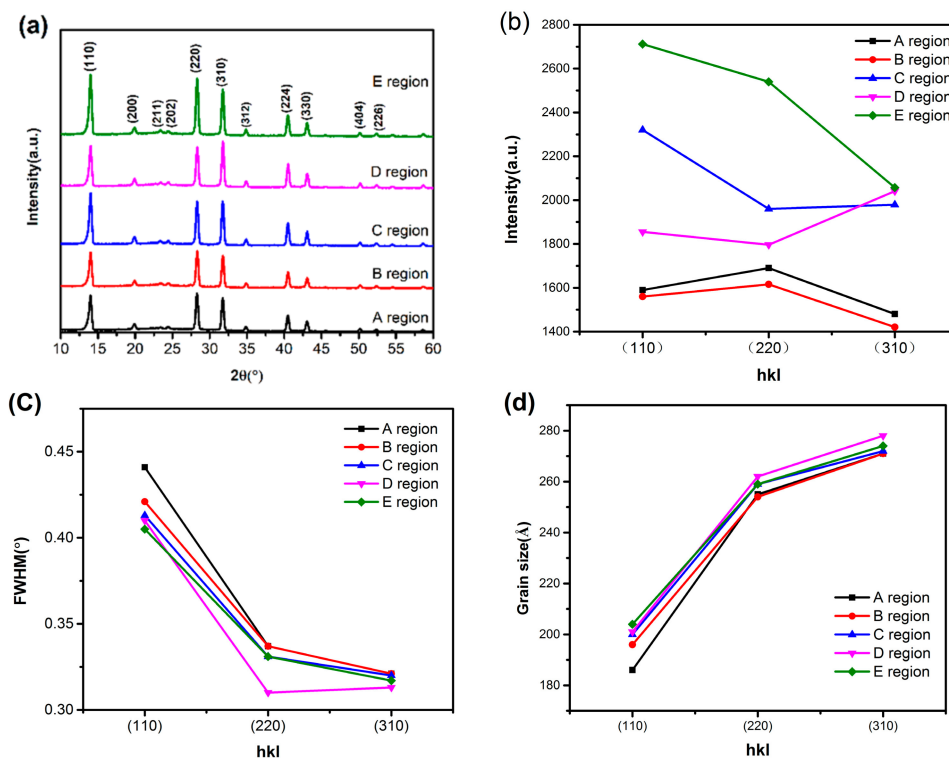 (a)
(110)
(200)
(211)
(202)
(220)
(310)
(312)
(224)
(330)
(404)
(226)
E region
D region
C region
B region
A region
Intensity(a.u.)
10 15 20 25 30 35 40 45 50 55 60
2θ(°)
(b)
2800
2600
2400
2200
2000
1800
1600
1400
Intensity(a.u.)
A region
B region
C region
D region
E region
(110) (220) (310)
hkl
(C)
0.45
0.40
0.35
0.30
FWHM(°)
A region
B region
C region
D region
E region
(110) (220) (310)
hkl
(d)
280
260
240
220
200
180
Grain size(Å)
A region
B region
C region
D region
E region
(110) (220) (310)
hkl